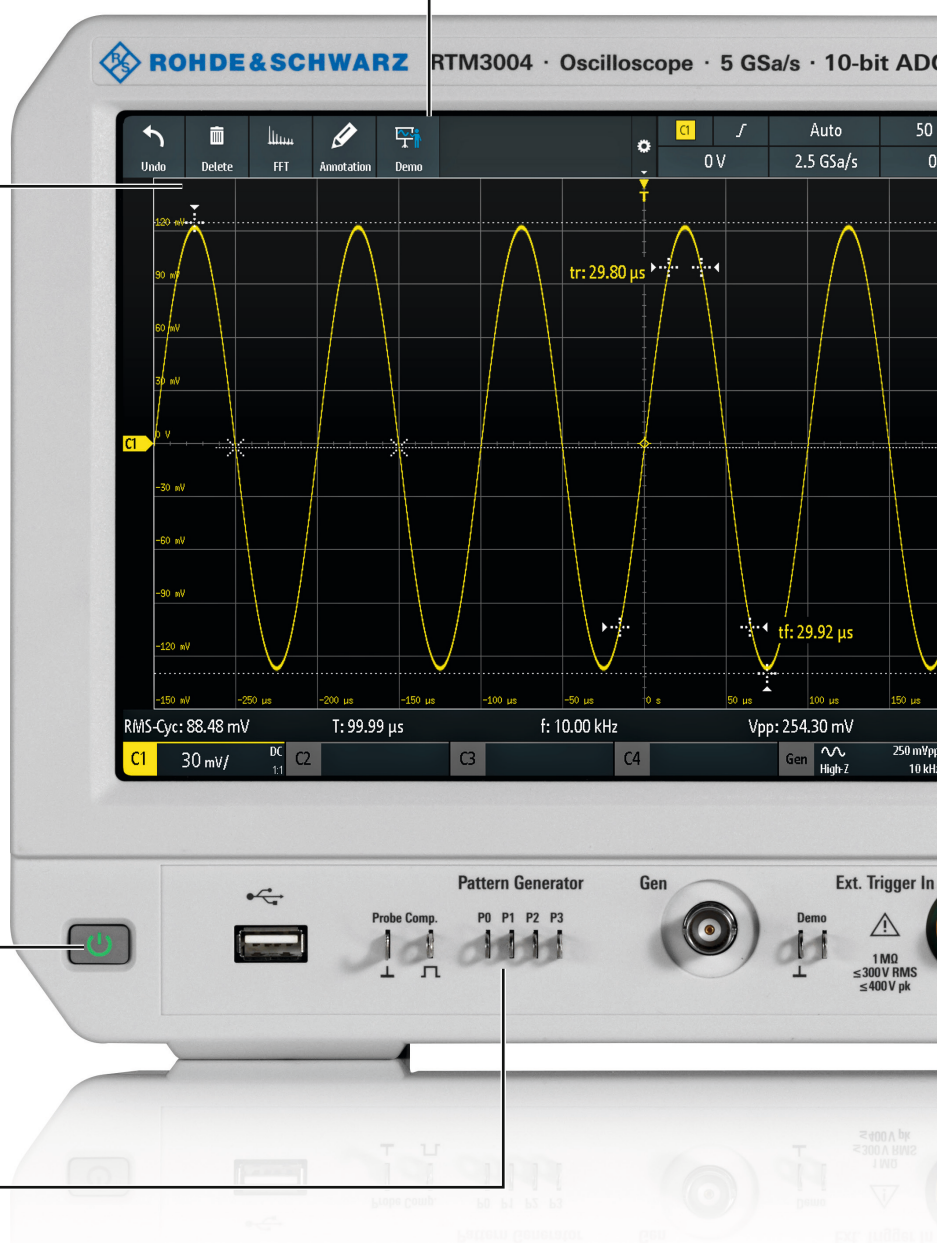 ROHDE&SCHWARZ RTM3004 · Oscilloscope · 5 GSa/s · 10-bit ADC
Undo Delete FFT Annotation Demo
C1 Auto 50
0 V 2.5 GSa/s 0
T
120 mV
90 mV
tr: 29.80 µs
60 mV
30 mV
C1 0 V
-30 mV
-60 mV
-90 mV
tf: 29.92 µs
-120 mV
-150 mV -250 µs -200 µs -150 µs -100 µs -50 µs 0 s 50 µs 100 µs 150 µs
RMS-Cyc: 88.48 mV T: 99.99 µs f: 10.00 kHz Vpp: 254.30 mV
C1 30 mV/ DC 1:1 C2 C3 C4 Gen High-Z 250 mVpp 10 kHz
Pattern Generator Gen Ext. Trigger In
Probe Comp. P0 P1 P2 P3 Demo
1 MΩ
≤300 V RMS
≤400 V pk